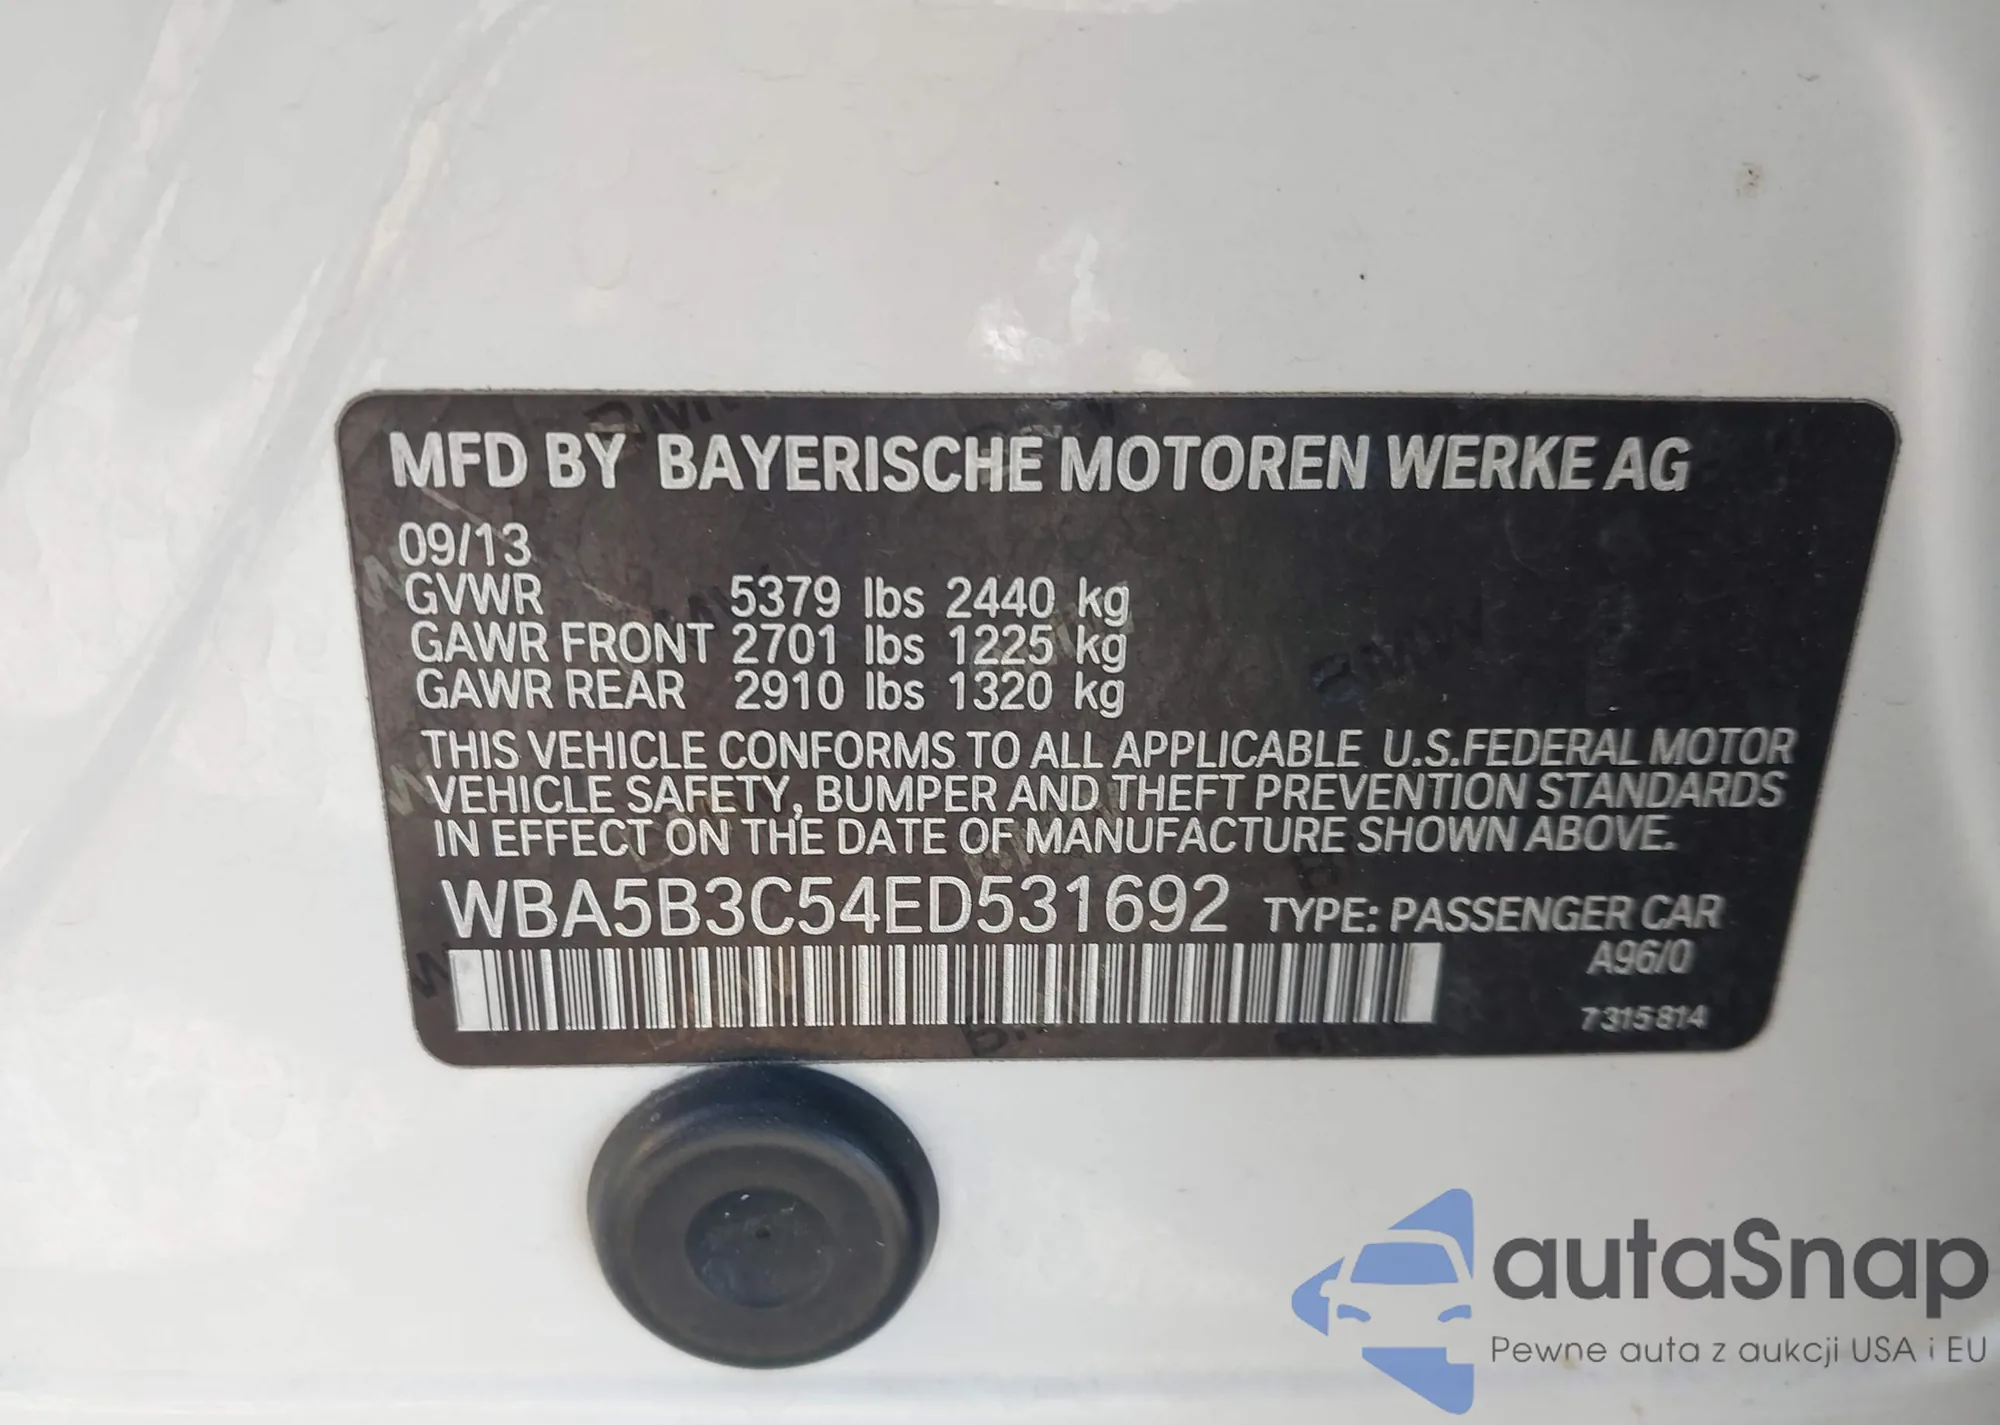 MFD BY BAYERISCHE MOTOREN WERKE AG
09/13
GVWR 5379 lbs 2440 kg
GAWR FRONT 2701 lbs 1225 kg
GAWR REAR 2910 lbs 1320 kg
THIS VEHICLE CONFORMS TO ALL APPLICABLE U.S.FEDERAL MOTOR
VEHICLE SAFETY, BUMPER AND THEFT PREVENTION STANDARDS
IN EFFECT ON THE DATE OF MANUFACTURE SHOWN ABOVE.
WBA5B3C54ED531692 TYPE: PASSENGER CAR
A96/0
7315814
autaSnap
Pewne auta z aukcji USA i EU